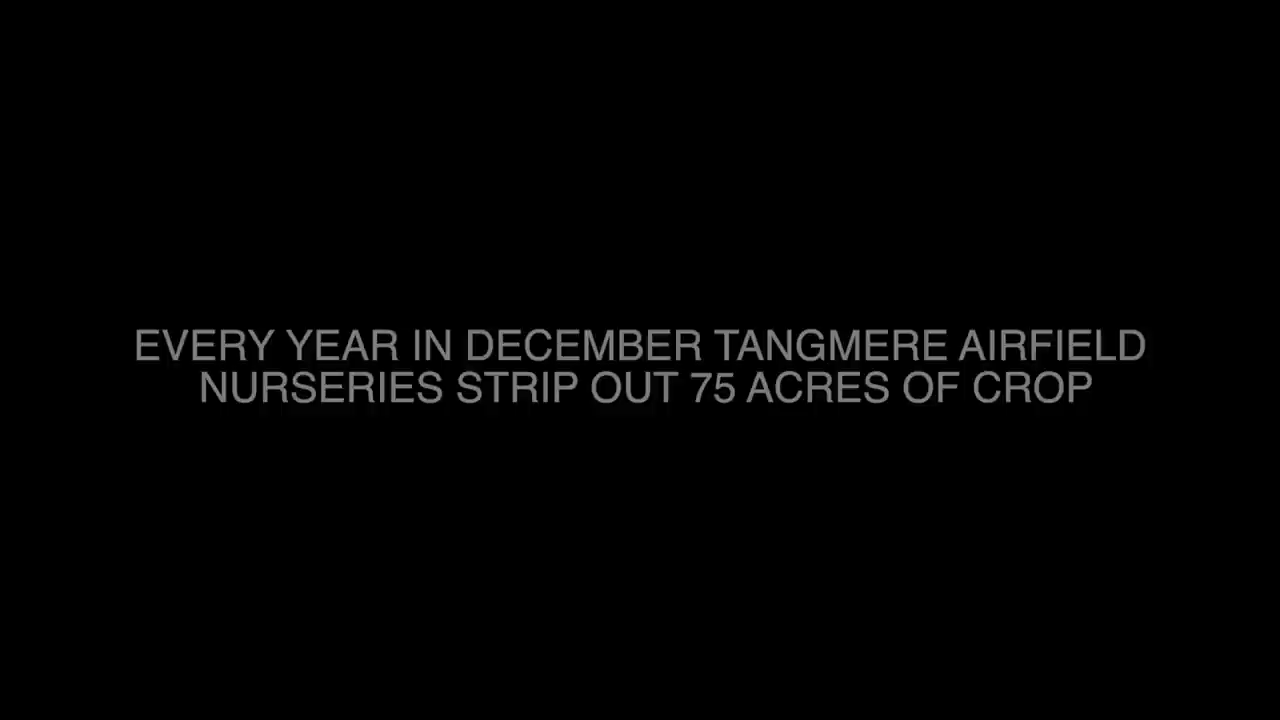 EVERY YEAR IN DECEMBER TANGMERE AIRFIELD
NURSERIES STRIP OUT 75 ACRES OF CROP